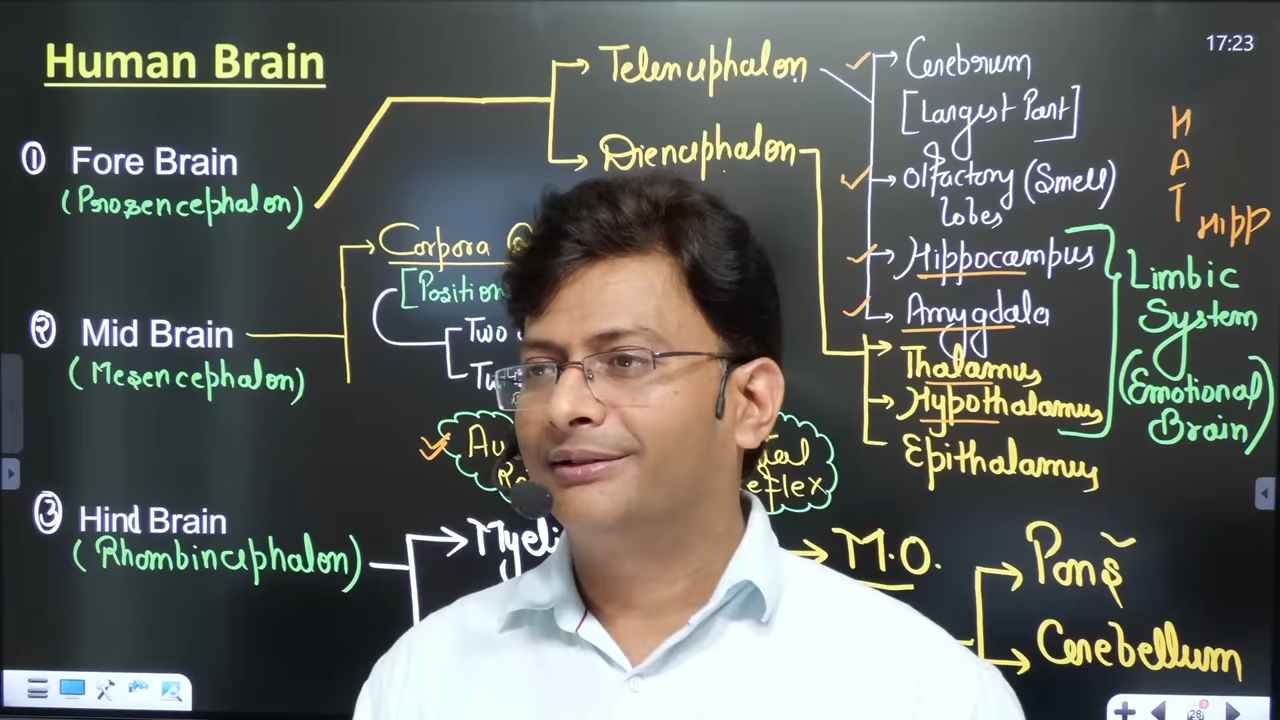 Human Brain
17:23
① Fore Brain
(Prosencephalon)
Telencephalon
Diencephalon
Cerebrum
[Largest Part]
Olfactory (Smell)
lobes
Hippocampus
Amygdala
Thalamus
Hypothalamus
Epithalamus
H
A
T
Hipp
Limbic
System
(Emotional
Brain)
② Mid Brain
(Mesencephalon)
Corpora
[Position
Two
③ Hind Brain
(Rhombincephalon)
M.O.
Pons
Cerebellum
28